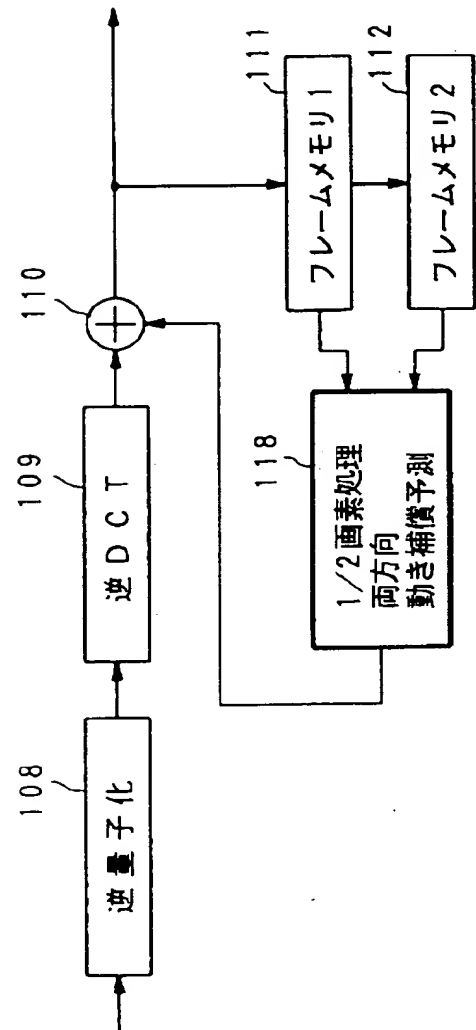 108
逆量子化
109
逆DCT
110
118
1/2画素処理
両方向
動き補償予測
111
フレームメモリ1
112
フレームメモリ2